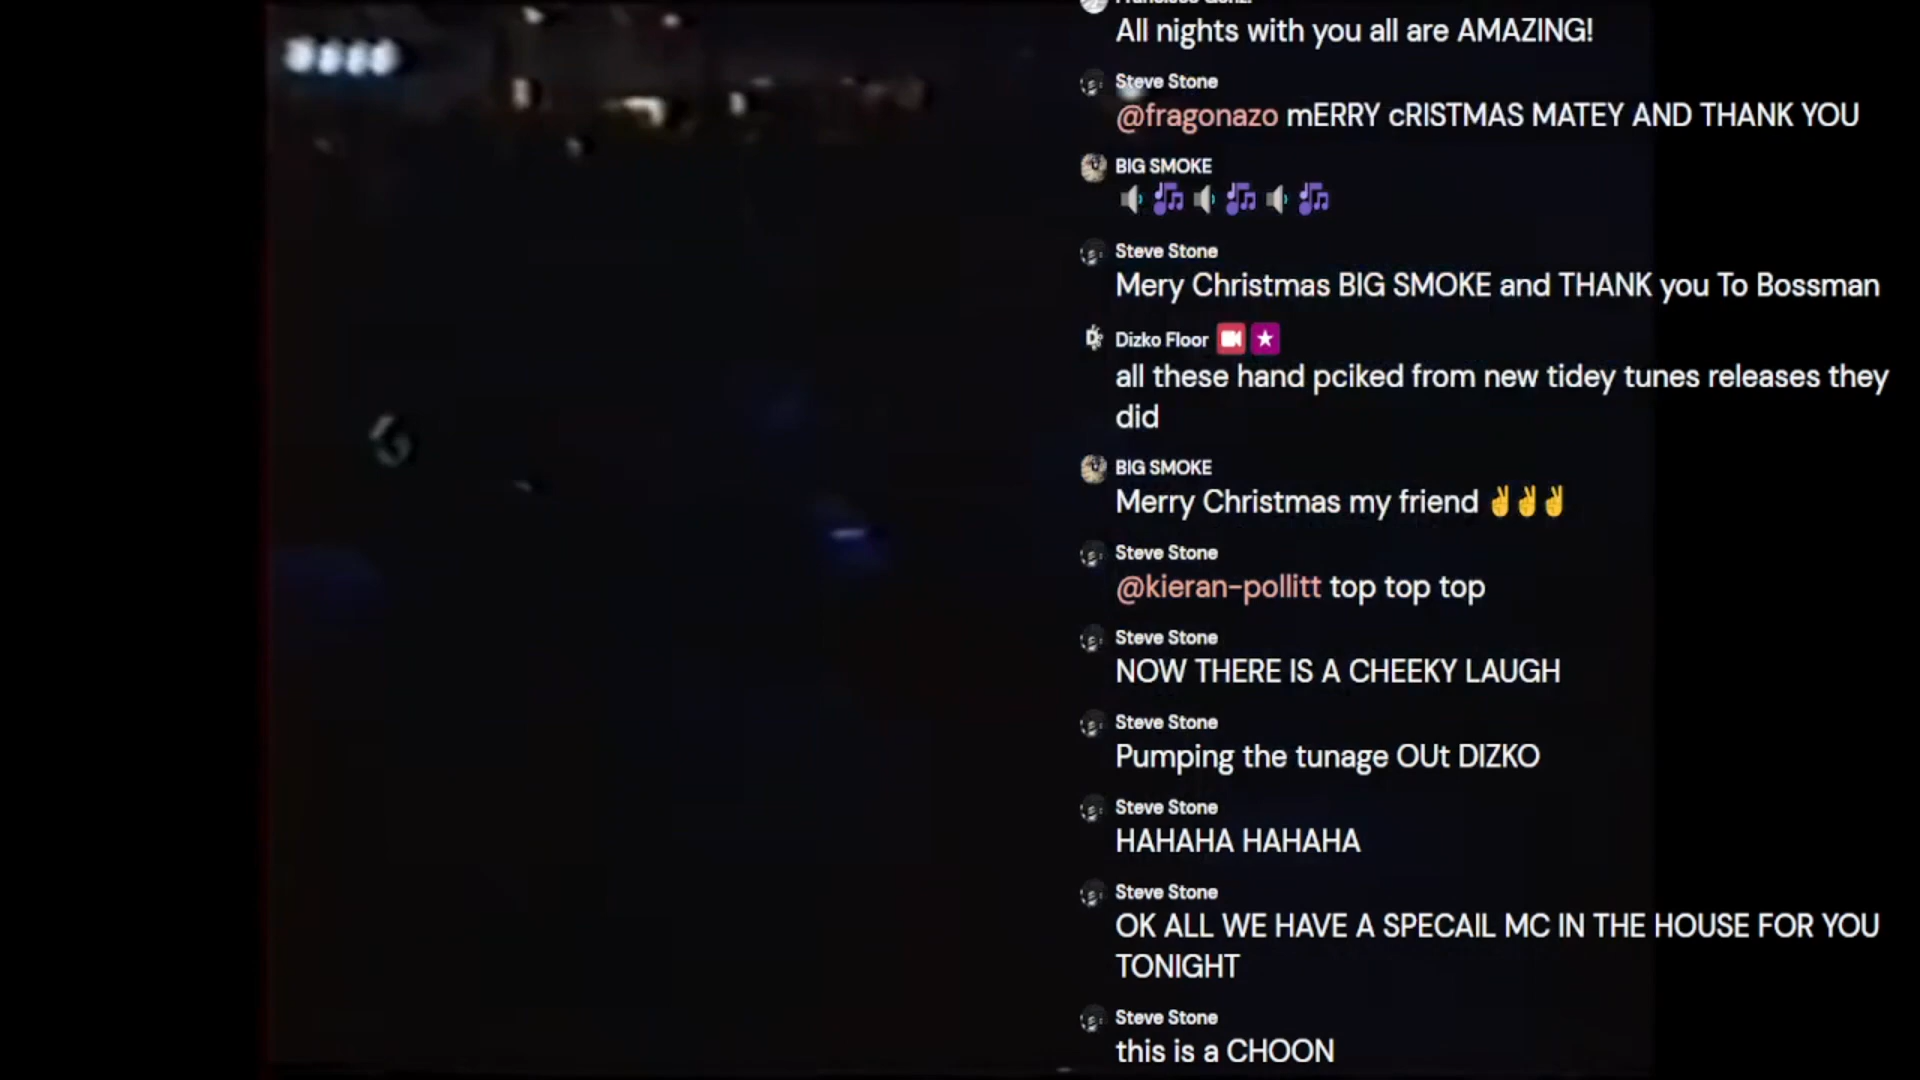 All nights with you all are AMAZING!
Steve Stone
@fragonazo mERRY cRISTMAS MATEY AND THANK YOU
BIG SMOKE
🔈🎶🔈🎶🔈🎶
Steve Stone
Mery Christmas BIG SMOKE and THANK you To Bossman
Dizko Floor
all these hand pciked from new tidey tunes releases they
did
BIG SMOKE
Merry Christmas my friend ✌️✌️✌️
Steve Stone
@kieran-pollitt top top top
Steve Stone
NOW THERE IS A CHEEKY LAUGH
Steve Stone
Pumping the tunage OUt DIZKO
Steve Stone
HAHAHA HAHAHA
Steve Stone
OK ALL WE HAVE A SPECAIL MC IN THE HOUSE FOR YOU
TONIGHT
Steve Stone
this is a CHOON